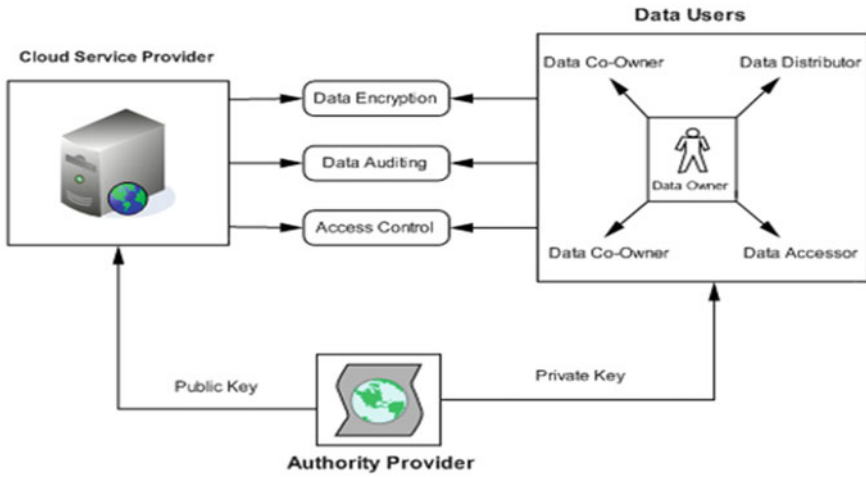 Data Users
Cloud Service Provider
Data Co-Owner
Data Distributor
Data Encryption
Data Auditing
Data Owner
Access Control
Data Co-Owner
Data Accessor
Public Key
Private Key
Authority Provider